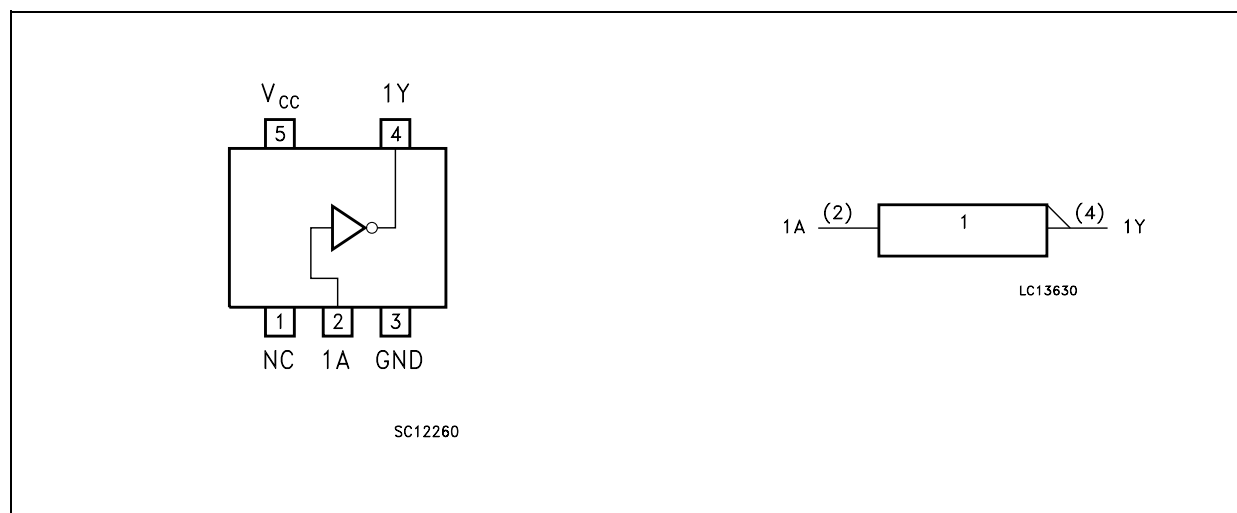 V CC 1Y
5 4
1 2 3
NC 1A GND
SC12260
1A (2) 1 (4) 1Y
LC13630